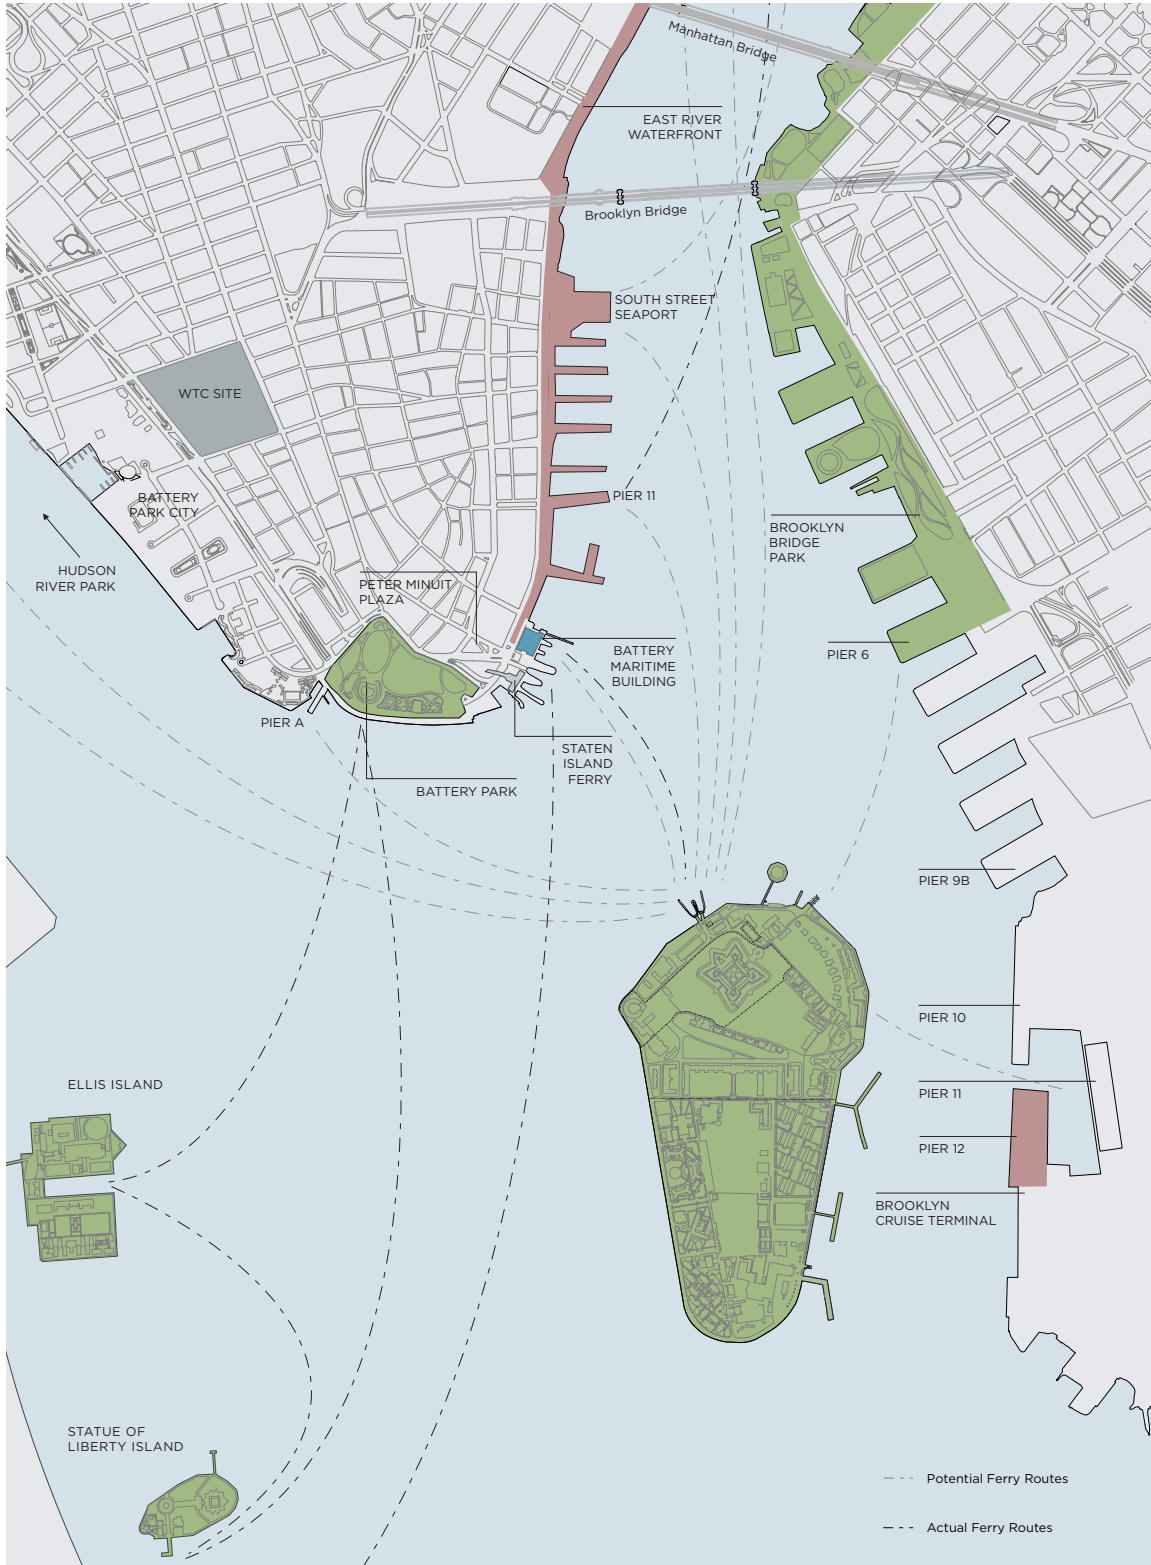 Manhattan Bridge
EAST RIVER
WATERFRONT
Brooklyn Bridge
SOUTH STREET
SEAPORT
WTC SITE
BATTERY
PARK CITY
PIER 11
BROOKLYN
BRIDGE
PARK
HUDSON
RIVER PARK
PETER MINUIT
PLAZA
BATTERY
MARITIME
BUILDING
PIER 6
PIER A
STATEN
ISLAND
FERRY
BATTERY PARK
PIER 9B
PIER 10
ELLIS ISLAND
PIER 11
PIER 12
BROOKLYN
CRUISE TERMINAL
STATUE OF
LIBERTY ISLAND
Potential Ferry Routes
Actual Ferry Routes